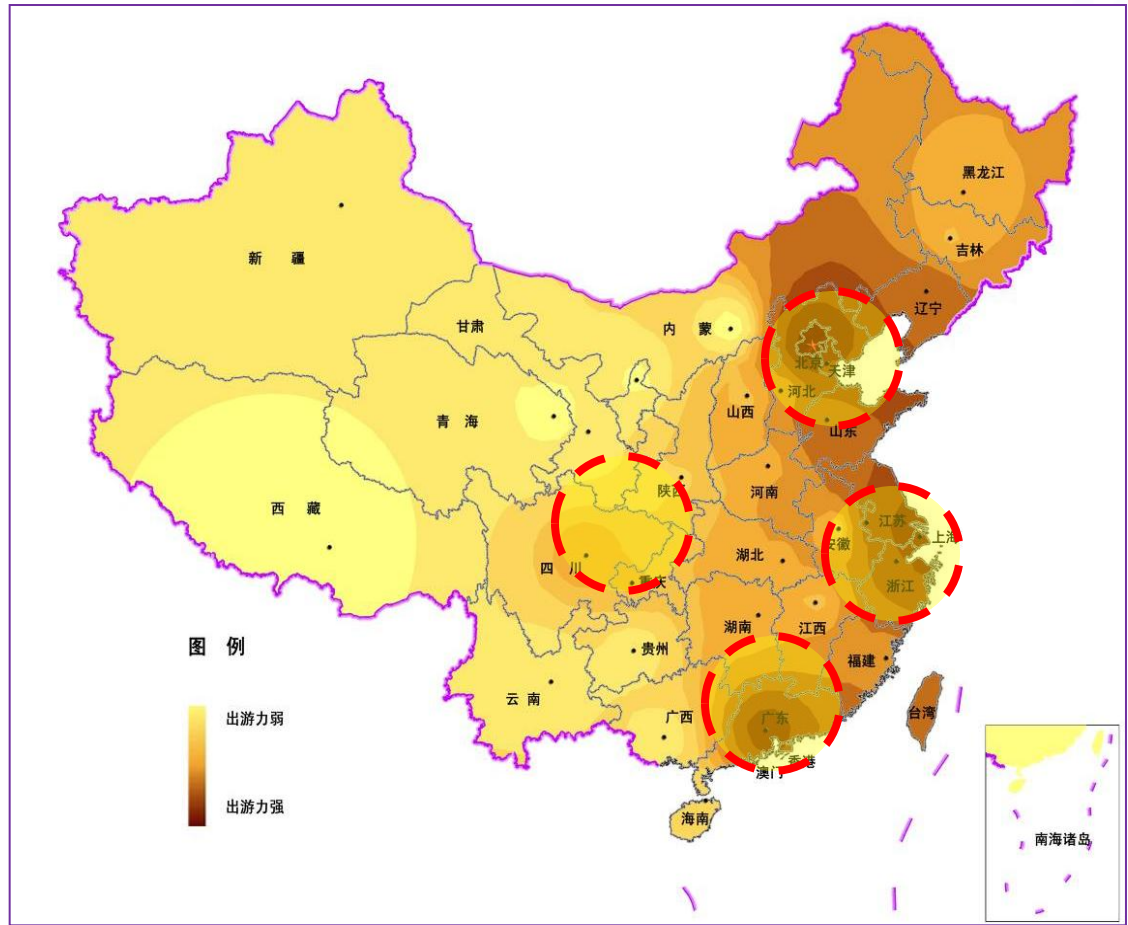 黑龙江
吉林
新 疆
辽宁
内 蒙
甘肃
北京
天津
河北
山西
山东
青 海
陕西
河南
西 藏
江苏
上海
安徽
湖北
四 川
重庆
浙江
湖南
江西
贵州
福建
图 例
云 南
广西
广东
台湾
出游力弱
香港
澳门
出游力强
海南
南海诸岛